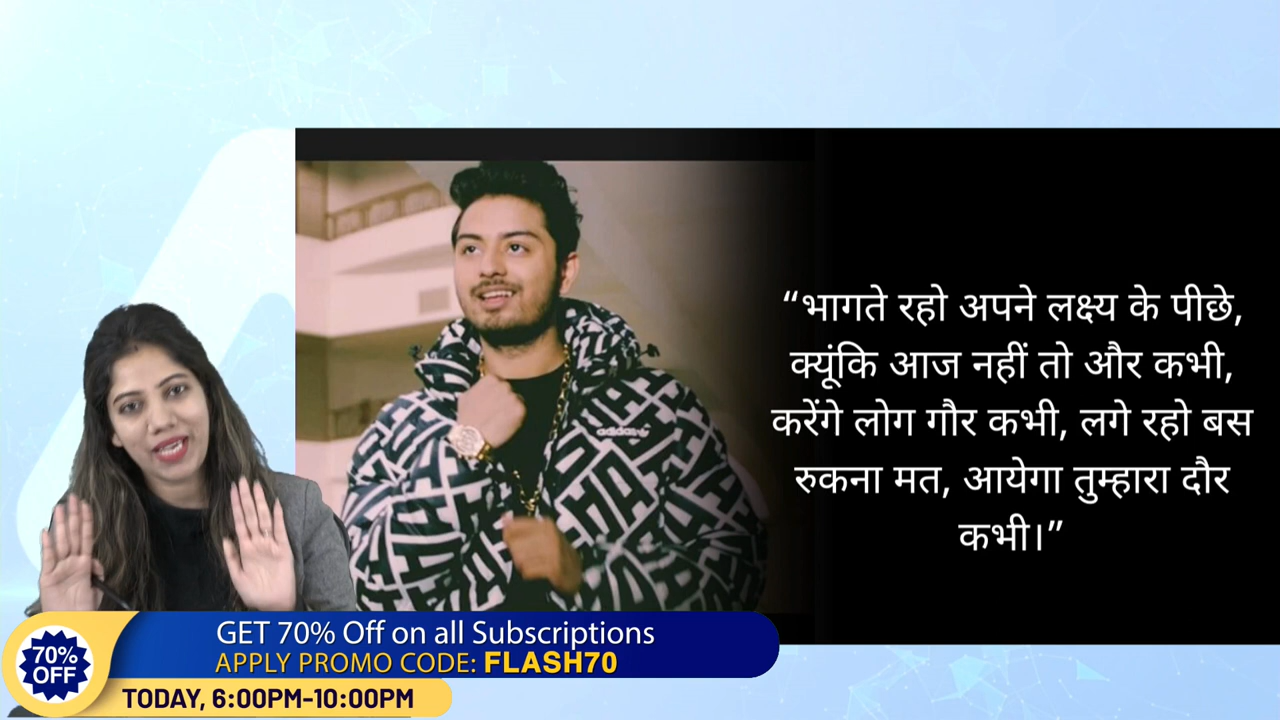 “भागते रहो अपने लक्ष्य के पीछे,
क्यूंकि आज नहीं तो और कभी,
करेंगे लोग गौर कभी, लगे रहो बस
रुकना मत, आयेगा तुम्हारा दौर
कभी।”
adidas
GET 70% Off on all Subscriptions
APPLY PROMO CODE: FLASH70
70%
OFF
TODAY, 6:00PM-10:00PM